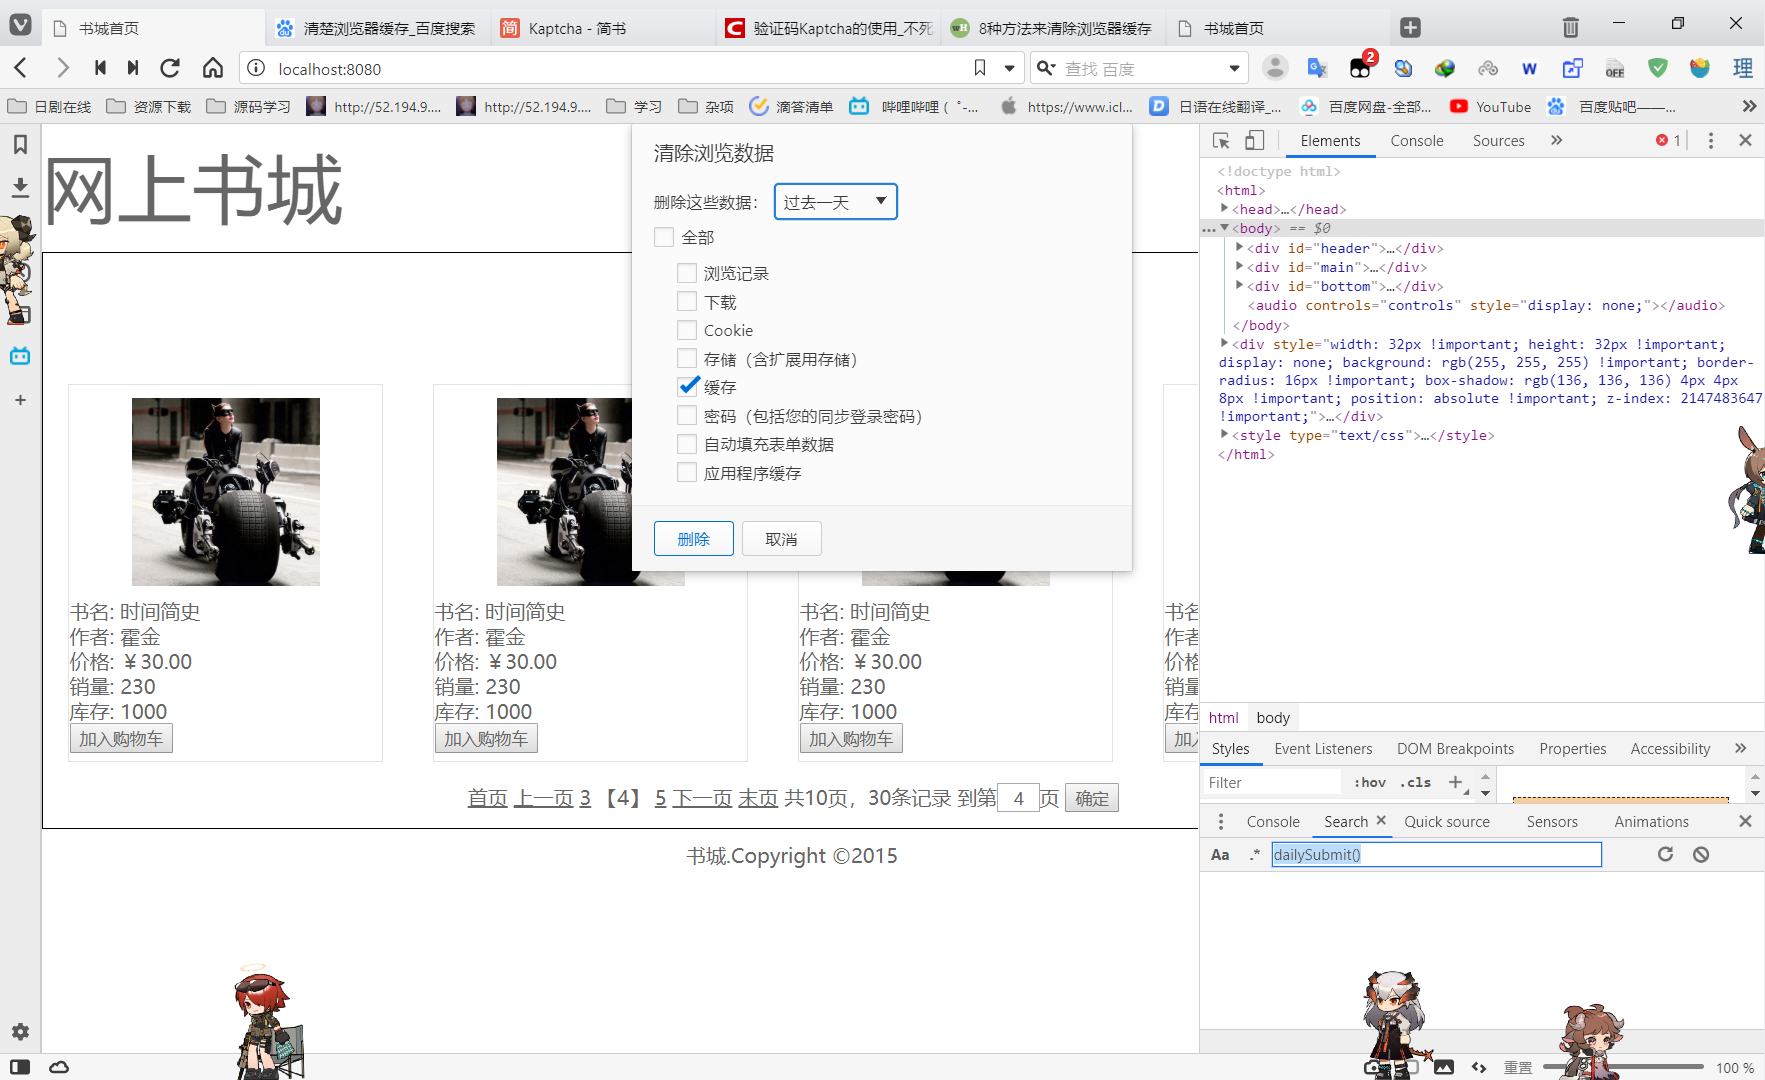 书城首页
清楚浏览器缓存_百度搜索
简
Kaptcha - 简书
验证码Kaptcha的使用_不死
8种方法来清除浏览器缓存
书城首页
localhost:8080
查找 百度
2
W
OFF
理
日剧在线
资源下载
源码学习
http://52.194.9....
http://52.194.9....
学习
杂项
滴答清单
哔哩哔哩 ( ゜-...
https://www.icl...
日语在线翻译_...
百度网盘-全部...
YouTube
百度贴吧——...
网上书城
清除浏览数据
删除这些数据：
过去一天
全部
浏览记录
下载
Cookie
存储（含扩展用存储）
缓存
密码（包括您的同步登录密码）
自动填充表单数据
应用程序缓存
删除
取消
书名: 时间简史
作者: 霍金
价格: ￥30.00
销量: 230
库存: 1000
加入购物车
书名: 时间简史
作者: 霍金
价格: ￥30.00
销量: 230
库存: 1000
加入购物车
书名: 时间简史
作者: 霍金
价格: ￥30.00
销量: 230
库存: 1000
加入购物车
书名
作者
价格
销量
库存
加入
首页 上一页 3 【4】 5 下一页 末页 共10页，30条记录 到第 4 页 确定
书城.Copyright ©2015
Elements
Console
Sources
1
<!doctype html>
<html>
<head>…</head>
<body> == $0
<div id="header">…</div>
<div id="main">…</div>
<div id="bottom">…</div>
<audio controls="controls" style="display: none;"></audio>
</body>
<div style="width: 32px !important; height: 32px !important;
display: none; background: rgb(255, 255, 255) !important; border-
radius: 16px !important; box-shadow: rgb(136, 136, 136) 4px 4px
8px !important; position: absolute !important; z-index: 2147483647
!important;">…</div>
<style type="text/css">…</style>
</html>
html
body
Styles
Event Listeners
DOM Breakpoints
Properties
Accessibility
Filter
:hov
.cls
Console
Search
Quick source
Sensors
Animations
Aa
.*
dailySubmit()
重置
100 %